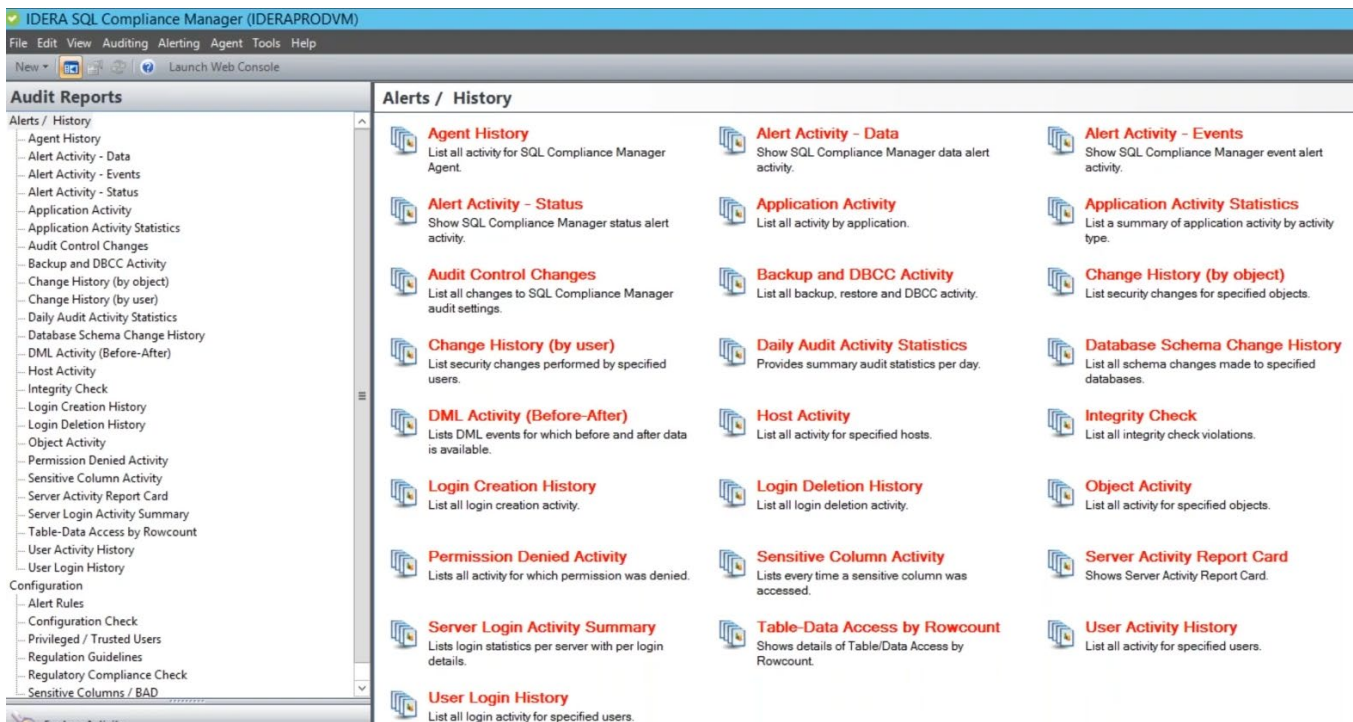 IDERA SQL Compliance Manager (IDERAPRODVM)
File Edit View Auditing Alerting Agent Tools Help
New Launch Web Console
Audit Reports
Alerts / History
Agent History
Alert Activity - Data
Alert Activity - Events
Alert Activity - Status
Application Activity
Application Activity Statistics
Audit Control Changes
Backup and DBCC Activity
Change History (by object)
Change History (by user)
Daily Audit Activity Statistics
Database Schema Change History
DML Activity (Before-After)
Host Activity
Integrity Check
Login Creation History
Login Deletion History
Object Activity
Permission Denied Activity
Sensitive Column Activity
Server Activity Report Card
Server Login Activity Summary
Table-Data Access by Rowcount
User Activity History
User Login History
Configuration
Alert Rules
Configuration Check
Privileged / Trusted Users
Regulation Guidelines
Regulatory Compliance Check
Sensitive Columns / BAD
Alerts / History
Agent History
List all activity for SQL Compliance Manager
Agent.
Alert Activity - Data
Show SQL Compliance Manager data alert
activity.
Alert Activity - Events
Show SQL Compliance Manager event alert
activity.
Alert Activity - Status
Show SQL Compliance Manager status alert
activity.
Application Activity
List all activity by application.
Application Activity Statistics
List a summary of application activity by activity
type.
Audit Control Changes
List all changes to SQL Compliance Manager
audit settings.
Backup and DBCC Activity
List all backup, restore and DBCC activity.
Change History (by object)
List security changes for specified objects.
Change History (by user)
List security changes performed by specified
users.
Daily Audit Activity Statistics
Provides summary audit statistics per day.
Database Schema Change History
List all schema changes made to specified
databases.
DML Activity (Before-After)
Lists DML events for which before and after data
is available.
Host Activity
List all activity for specified hosts.
Integrity Check
List all integrity check violations.
Login Creation History
List all login creation activity.
Login Deletion History
List all login deletion activity.
Object Activity
List all activity for specified objects.
Permission Denied Activity
Lists all activity for which permission was denied.
Sensitive Column Activity
Lists every time a sensitive column was
accessed.
Server Activity Report Card
Shows Server Activity Report Card.
Server Login Activity Summary
Lists login statistics per server with per login
details.
Table-Data Access by Rowcount
Shows details of Table/Data Access by
Rowcount.
User Activity History
List all activity for specified users.
User Login History
List all login activity for specified users.